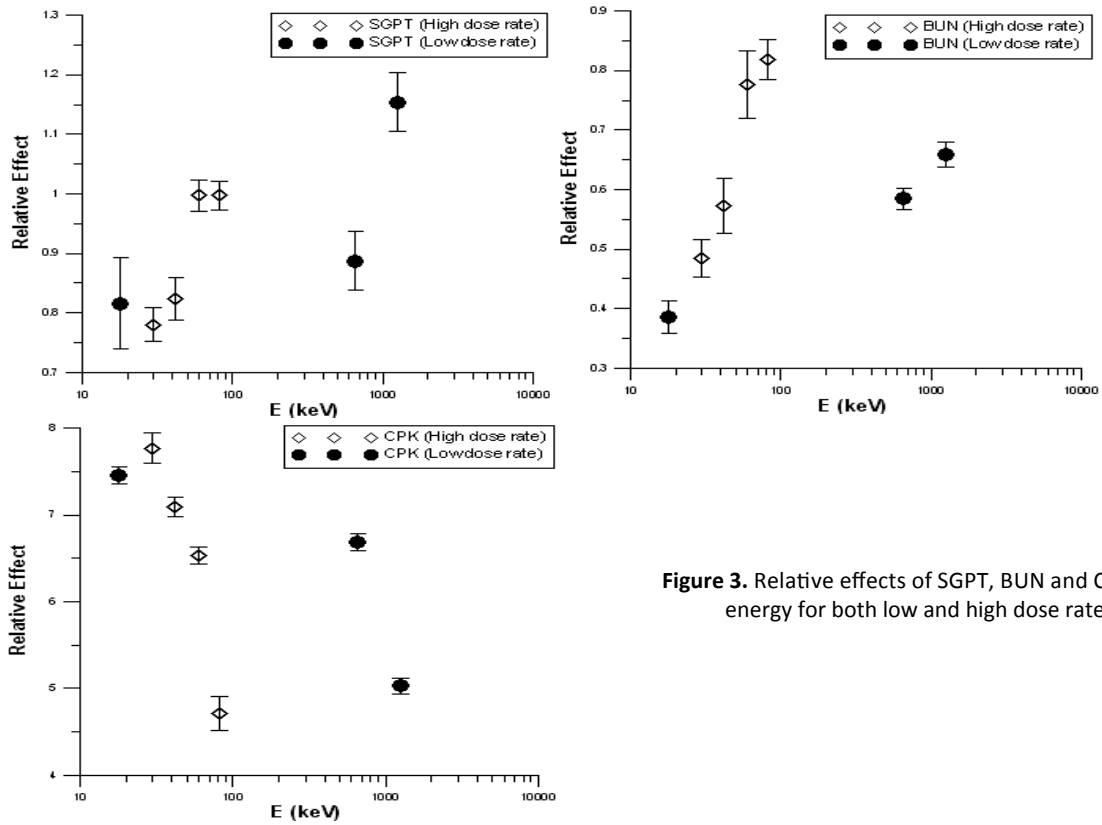 1.3
1.2
1.1
1
0.9
0.8
0.7
Relative Effect
SGPT (High dose rate)
SGPT (Low dose rate)
10 100 1000 10000
E (keV)
0.9
0.8
0.7
0.6
0.5
0.4
0.3
Relative Effect
BUN (High dose rate)
BUN (Low dose rate)
10 100 1000 10000
E (keV)
8
7
6
5
4
Relative Effect
CPK (High dose rate)
CPK (Low dose rate)
10 100 1000 10000
E (keV)
Figure 3. Relative effects of SGPT, BUN and
energy for both low and high dose rate